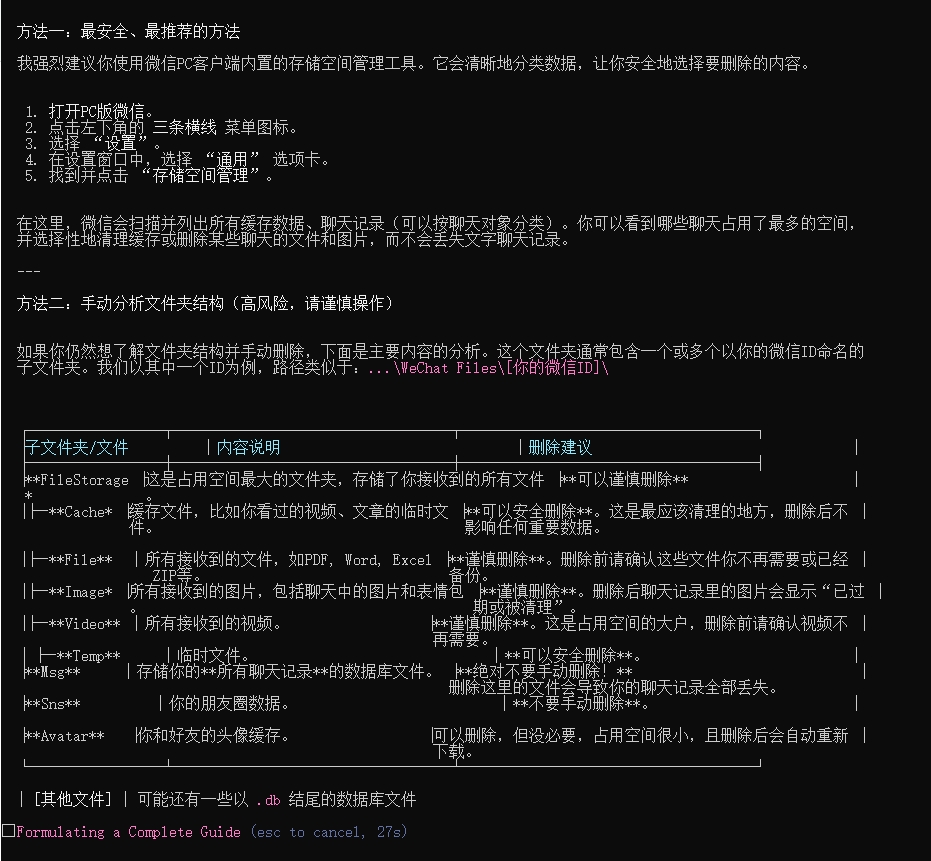 方法一：最安全、最推荐的方法
我强烈建议你使用微信PC客户端内置的存储空间管理工具。它会清晰地分类数据，让你安全地选择要删除的内容。
1. 打开PC版微信。
2. 点击左下角的 三条横线 菜单图标。
3. 选择 “设置”。
4. 在设置窗口中，选择 “通用” 选项卡。
5. 找到并点击 “存储空间管理”。
在这里，微信会扫描并列出所有缓存数据、聊天记录（可以按聊天对象分类）。你可以看到哪些聊天占用了最多的空间，
并选择性地清理缓存或删除某些聊天的文件和图片，而不会丢失文字聊天记录。
---
方法二：手动分析文件夹结构（高风险，请谨慎操作）
如果你仍然想了解文件夹结构并手动删除，下面是主要内容的分析。这个文件夹通常包含一个或多个以你的微信ID命名的
子文件夹。我们以其中一个ID为例，路径类似于：...\WeChat Files\[你的微信ID]\
子文件夹/文件 │内容说明 │删除建议 │
**FileStorage │这是占用空间最大的文件夹，存储了你接收到的所有文件 │**可以谨慎删除** │
* 。
│├─**Cache* │缓存文件，比如你看过的视频、文章的临时文 │**可以安全删除**。这是最应该清理的地方，删除后不 │
件。 影响任何重要数据。
│├─**File** │所有接收到的文件，如PDF, Word, Excel │**谨慎删除**。删除前请确认这些文件你不再需要或已经 │
ZIP等。 备份。
│├─**Image* │所有接收到的图片，包括聊天中的图片和表情包 │**谨慎删除**。删除后聊天记录里的图片会显示“已过 │
。 期或被清理”。
│├─**Video** │所有接收到的视频。 │**谨慎删除**。这是占用空间的大户，删除前请确认视频不 │
再需要。
│ ├─**Temp** │临时文件。 │**可以安全删除**。 │
│**Msg** │存储你的**所有聊天记录**的数据库文件。 │**绝对不要手动删除！** │
删除这里的文件会导致你的聊天记录全部丢失。
│**Sns** │你的朋友圈数据。 │**不要手动删除**。 │
│**Avatar** │你和好友的头像缓存。 │可以删除，但没必要，占用空间很小，且删除后会自动重新 │
下载。
| [其他文件] | 可能还有一些以 .db 结尾的数据库文件
Formulating a Complete Guide (esc to cancel, 27s)